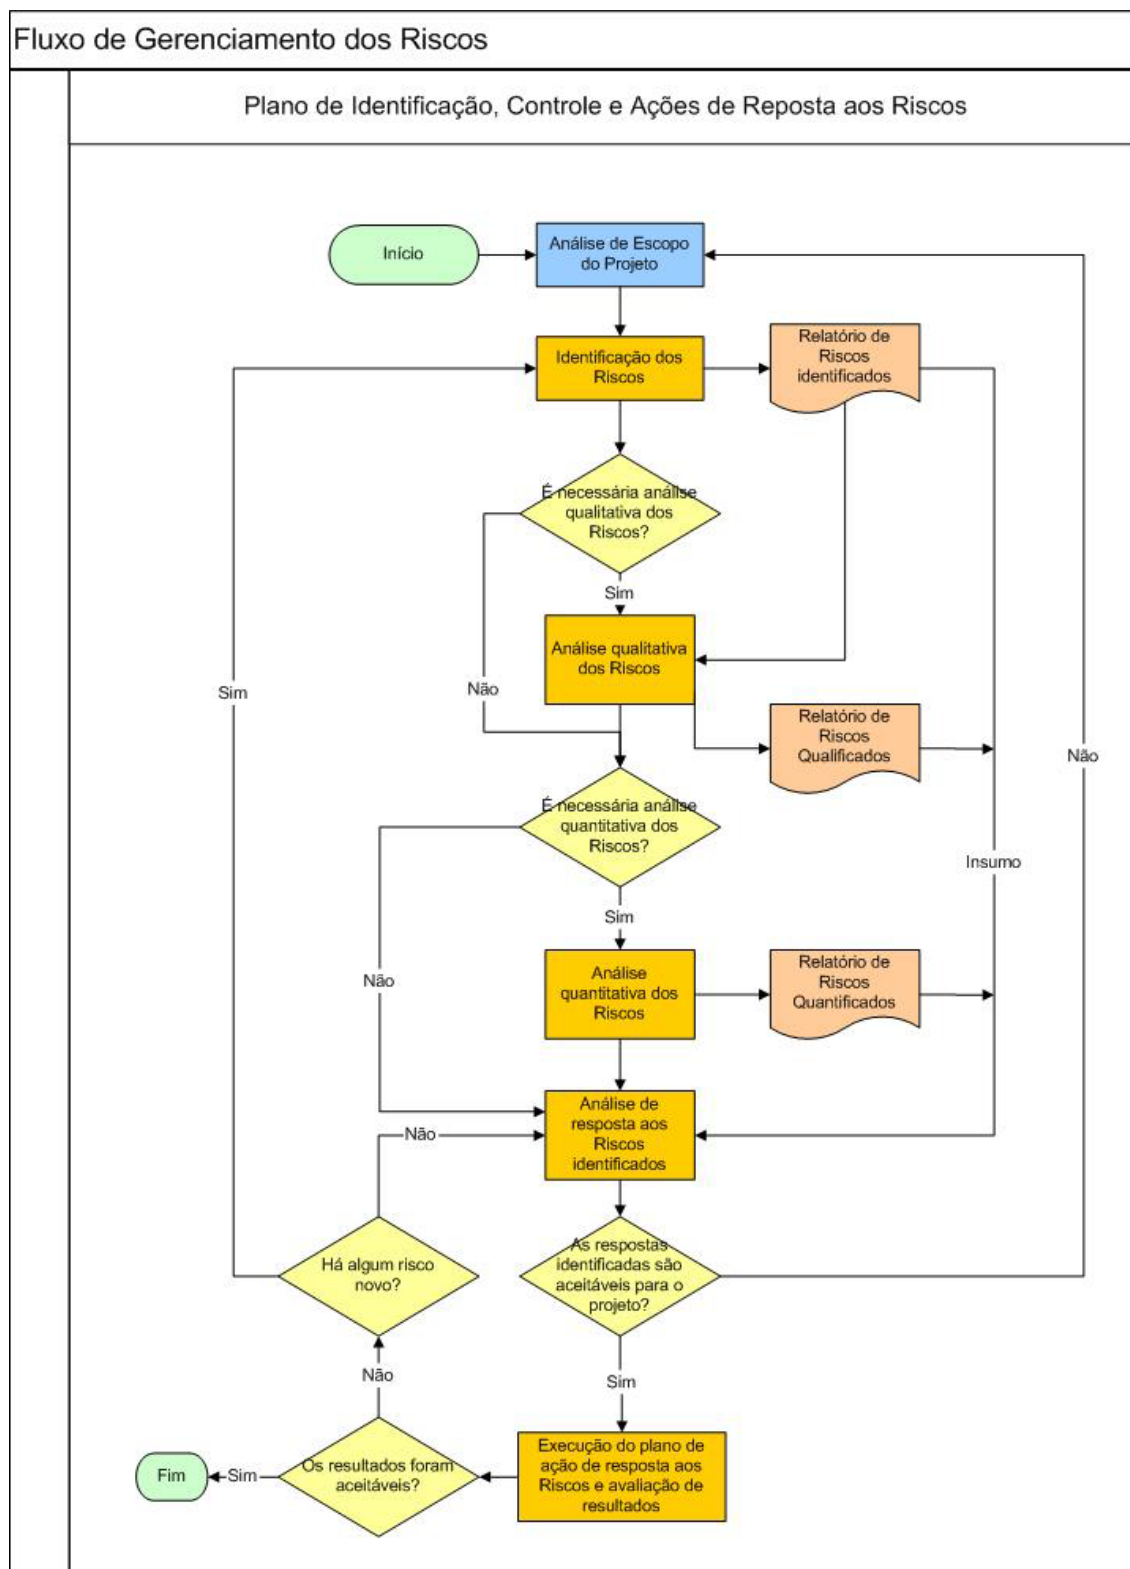 Fluxo de Gerenciamento dos Riscos
Plano de Identificação, Controle e Ações de Reposta aos Riscos
Início
Análise de Escopo
do Projeto
Identificação dos
Riscos
Relatório de
Riscos
identificados
É necessária análise
qualitativa dos
Riscos?
Sim
Análise qualitativa
dos Riscos
Não
Sim
Relatório de
Riscos
Qualificados
Não
É necessária análise
quantitativa dos
Riscos?
Insumo
Sim
Não
Análise
quantitativa dos
Riscos
Relatório de
Riscos
Quantificados
Análise de
resposta aos
Riscos
identificados
Não
Há algum risco
novo?
As respostas
identificadas são
aceitáveis para o
projeto?
Não
Sim
Execução do plano de
ação de resposta aos
Riscos e avaliação de
resultados
Os resultados foram
aceitáveis?
Sim
Fim